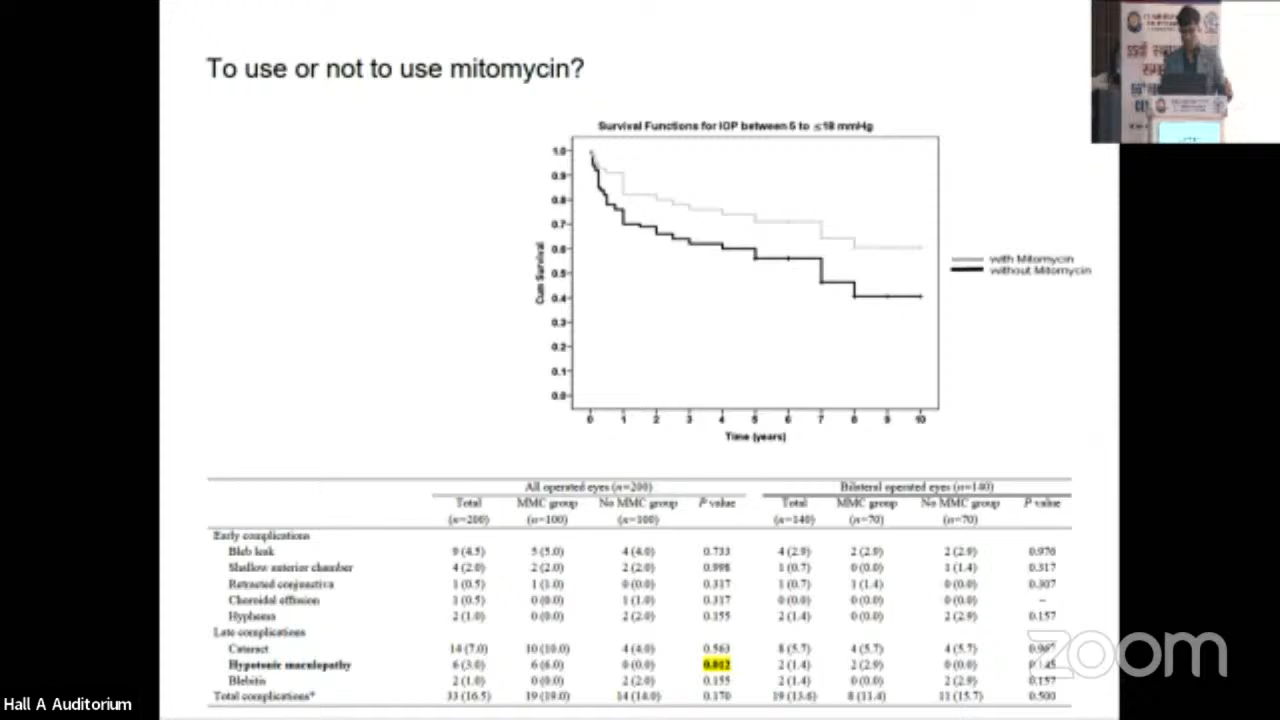 To use or not to use mitomycin?
Survival Functions for IOP between 5 to ≤18 mmHg
1.0
0.9
0.8
0.7
0.6
0.5
0.4
0.3
0.2
0.1
0.0
Cum Survival
0 1 2 3 4 5 6 7 8 9 10
Time (years)
with Mitomycin
without Mitomycin
All operated eyes (n=200) Bilateral operated eyes (n=140)
Total MMC group No MMC group P value Total MMC group No MMC group P value
(n=200) (n=100) (n=100) (n=140) (n=70) (n=70)
Early complications
Bleb leak 9 (4.5) 5 (5.0) 4 (4.0) 0.733 4 (2.9) 2 (2.9) 2 (2.9) 0.976
Shallow anterior chamber 4 (2.0) 2 (2.0) 2 (2.0) 0.998 1 (0.7) 0 (0.0) 1 (1.4) 0.317
Retracted conjunctiva 1 (0.5) 1 (1.0) 0 (0.0) 0.317 1 (0.7) 1 (1.4) 0 (0.0) 0.307
Choroidal effusion 1 (0.5) 0 (0.0) 1 (1.0) 0.317 0 (0.0) 0 (0.0) 0 (0.0) –
Hyphema 2 (1.0) 0 (0.0) 2 (2.0) 0.155 2 (1.4) 0 (0.0) 2 (2.9) 0.157
Late complications
Cataract 14 (7.0) 10 (10.0) 4 (4.0) 0.563 8 (5.7) 4 (5.7) 4 (5.7)
Hypotonic maculopathy 6 (3.0) 6 (6.0) 0 (0.0) 0.012 2 (1.4) 2 (2.9) 0 (0.0)
Blebitis 2 (1.0) 0 (0.0) 2 (2.0) 0.155 2 (1.4) 0 (0.0) 2 (2.9) 0.157
Total complications* 33 (16.5) 19 (19.0) 14 (14.0) 0.170 19 (13.6) 8 (11.4) 11 (15.7) 0.500
zoom
Hall A Auditorium